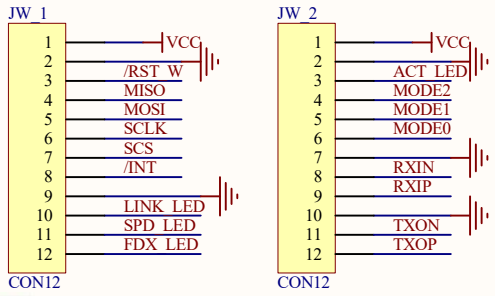 JW_1
1 VCC
2
3 /RST_W
4 MISO
5 MOSI
6 SCLK
7 SCS
8 /INT
9
10 LINK_LED
11 SPD_LED
12 FDX_LED
CON12
JW_2
1 VCC
2
3 ACT_LED
4 MODE2
5 MODE1
6 MODE0
7
8 RXIN
9 RXIP
10
11 TXON
12 TXOP
CON12